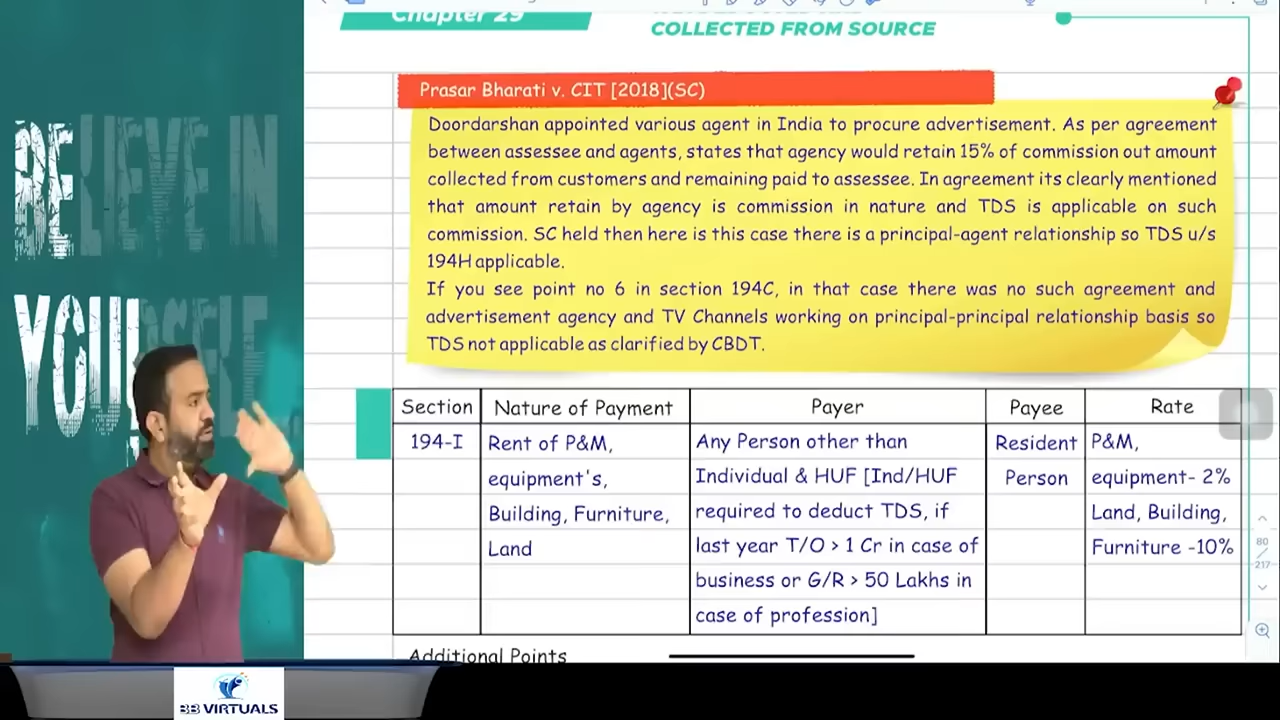 BELIEVE IN
YOURSELF
Chapter 29
COLLECTED FROM SOURCE
Prasar Bharati v. CIT [2018](SC)
Doordarshan appointed various agent in India to procure advertisement. As per agreement
between assessee and agents, states that agency would retain 15% of commission out amount
collected from customers and remaining paid to assessee. In agreement its clearly mentioned
that amount retain by agency is commission in nature and TDS is applicable on such
commission. SC held then here is this case there is a principal-agent relationship so TDS u/s
194H applicable.
If you see point no 6 in section 194C, in that case there was no such agreement and
advertisement agency and TV Channels working on principal-principal relationship basis so
TDS not applicable as clarified by CBDT.
Section Nature of Payment Payer Payee Rate
194-I Rent of P&M, Any Person other than Resident P&M,
equipment's, Individual & HUF [Ind/HUF Person equipment- 2%
Building, Furniture, required to deduct TDS, if Land, Building,
Land last year T/O > 1 Cr in case of Furniture -10%
business or G/R > 50 Lakhs in
case of profession]
80
217
Additional Points
BB VIRTUALS